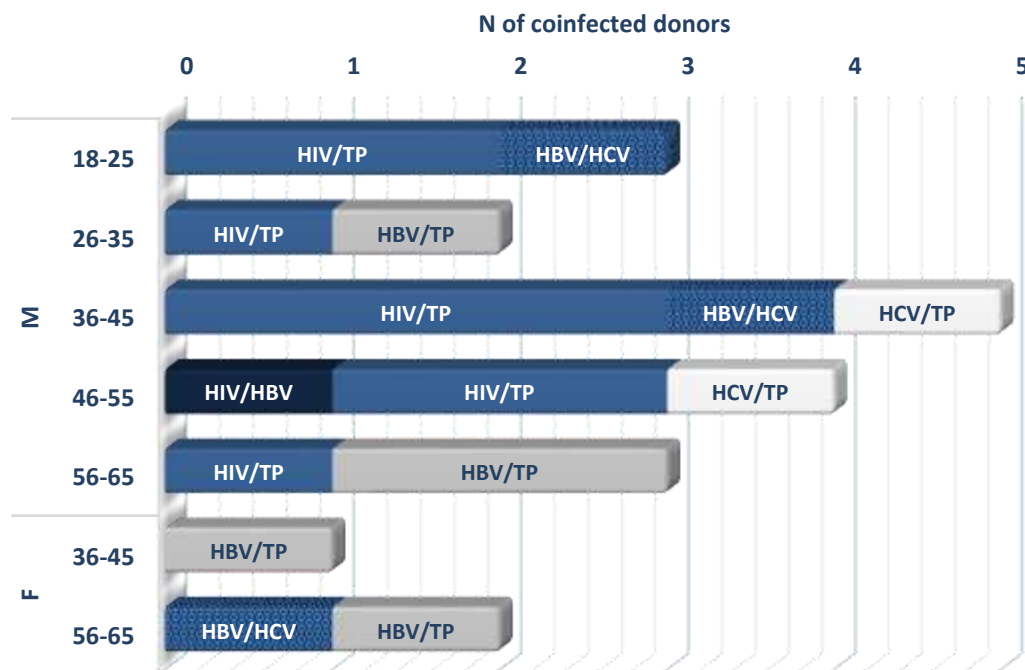 N of coinfected donors
0 1 2 3 4 5
M
18-25 HIV/TP HBV/HCV
26-35 HIV/TP HBV/TP
36-45 HIV/TP HBV/HCV HCV/TP
46-55 HIV/HBV HIV/TP HCV/TP
56-65 HIV/TP HBV/TP
F
36-45 HBV/TP
56-65 HBV/HCV HBV/TP